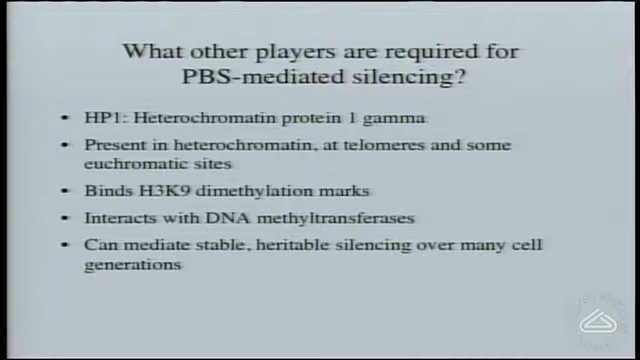 What other players are required for
PBS-mediated silencing?
• HP1: Heterochromatin protein 1 gamma
• Present in heterochromatin, at telomeres and some
euchromatic sites
• Binds H3K9 dimethylation marks
• Interacts with DNA methyltransferases
• Can mediate stable, heritable silencing over many cell
generations